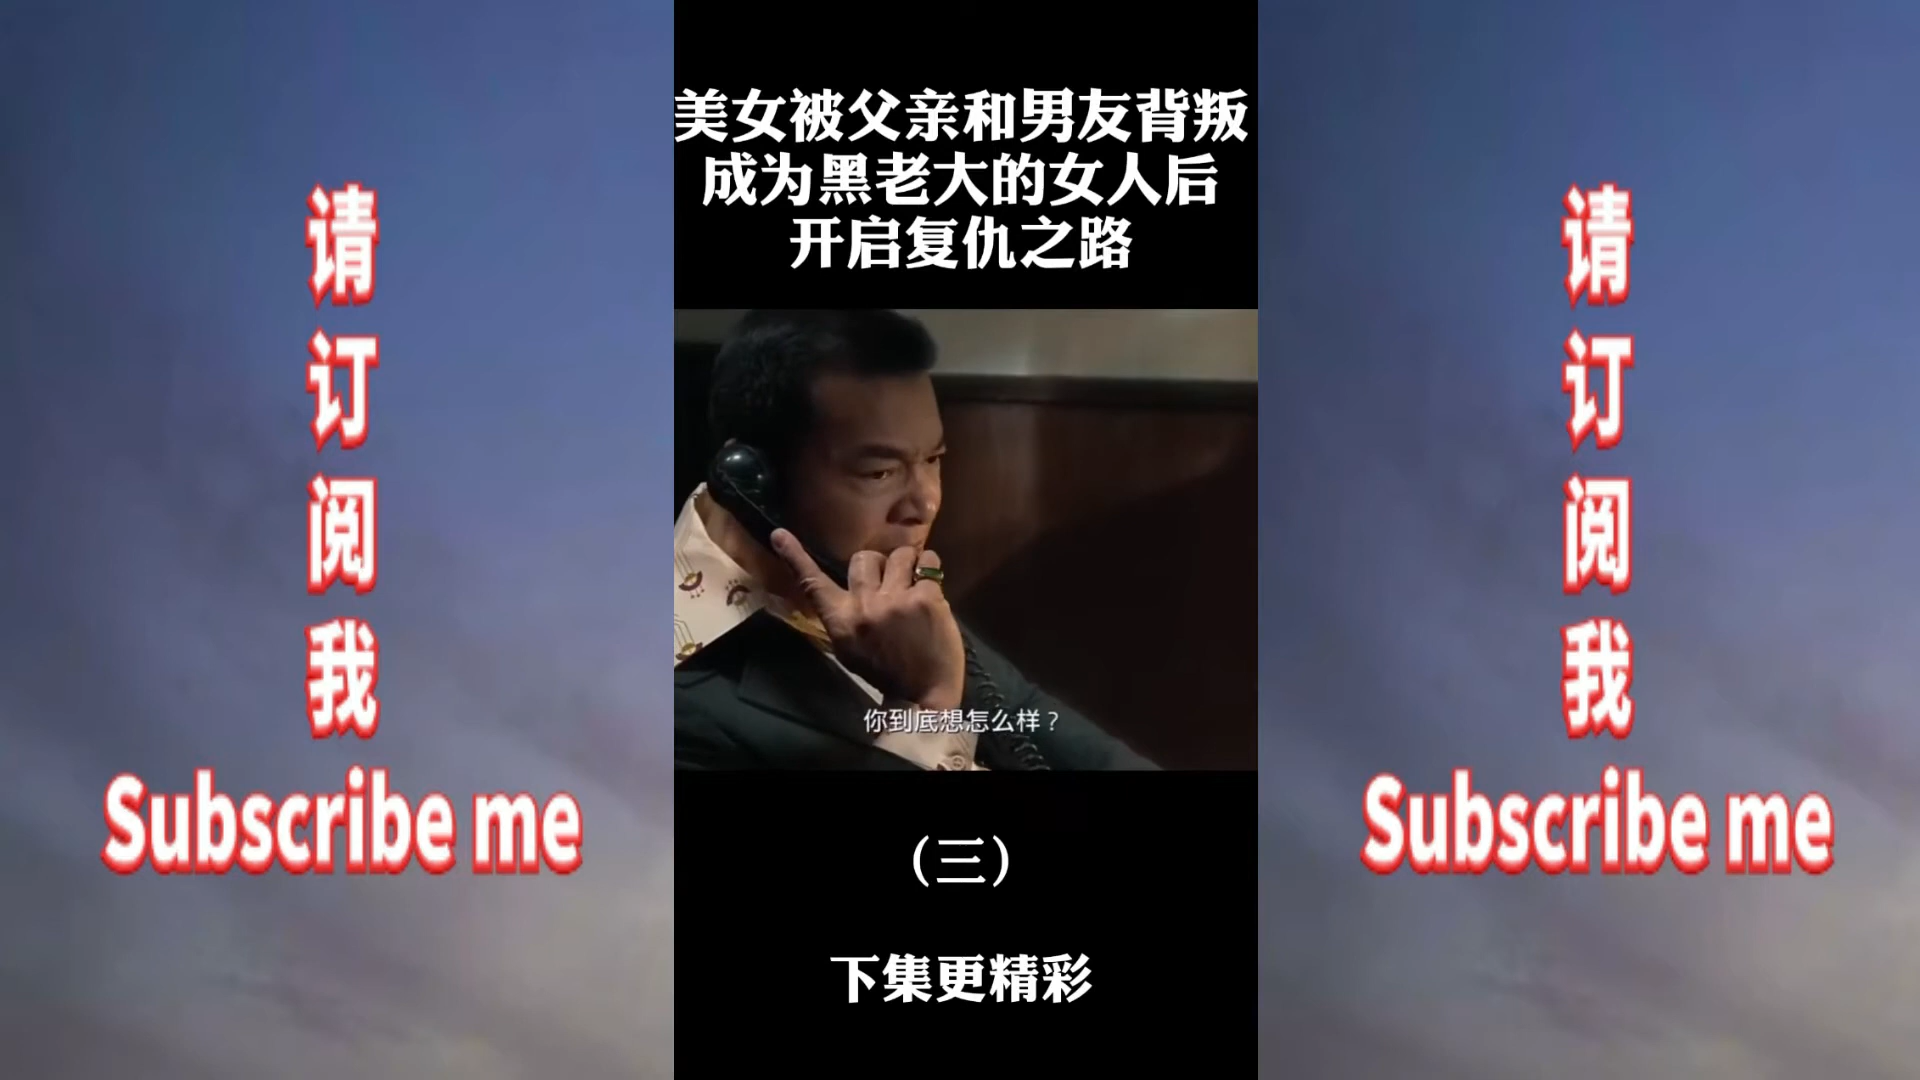 请
订
阅
我
Subscribe me
美女被父亲和男友背叛
成为黑老大的女人后
开启复仇之路
你到底想怎么样？
（三）
下集更精彩
请
订
阅
我
Subscribe me